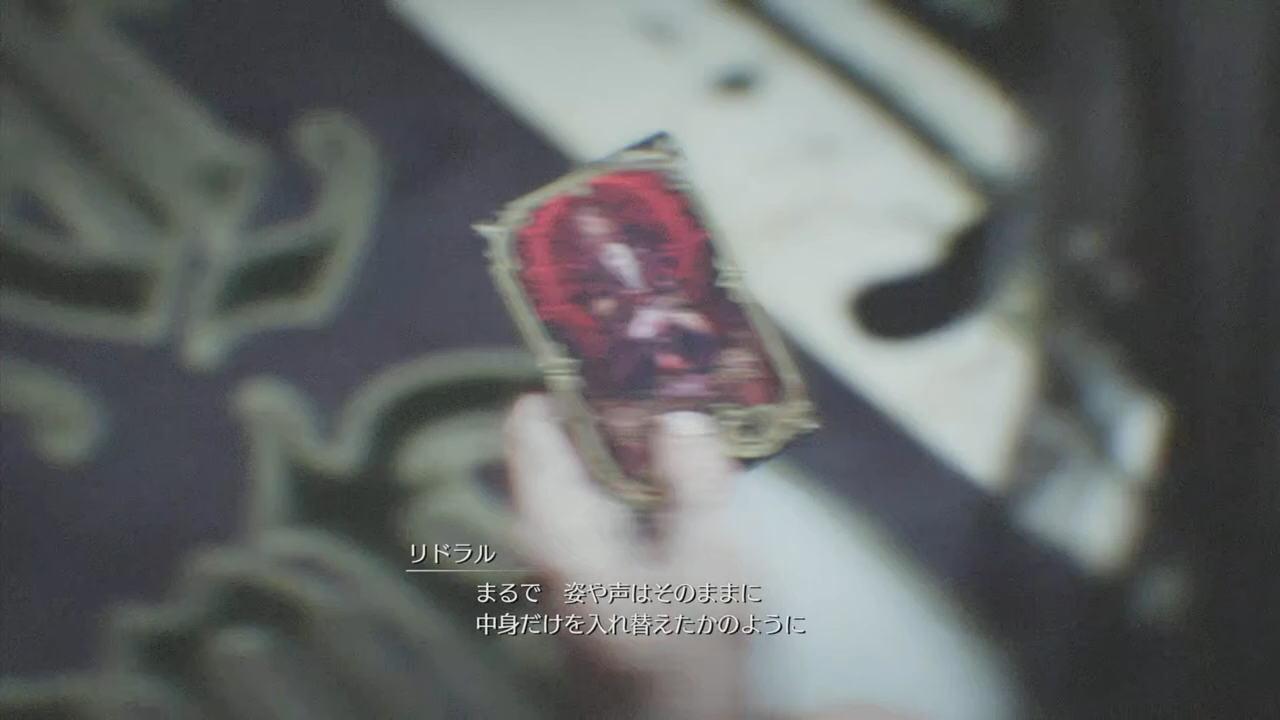 リドラル
まるで　姿や声はそのままに
中身だけを入れ替えたかのように